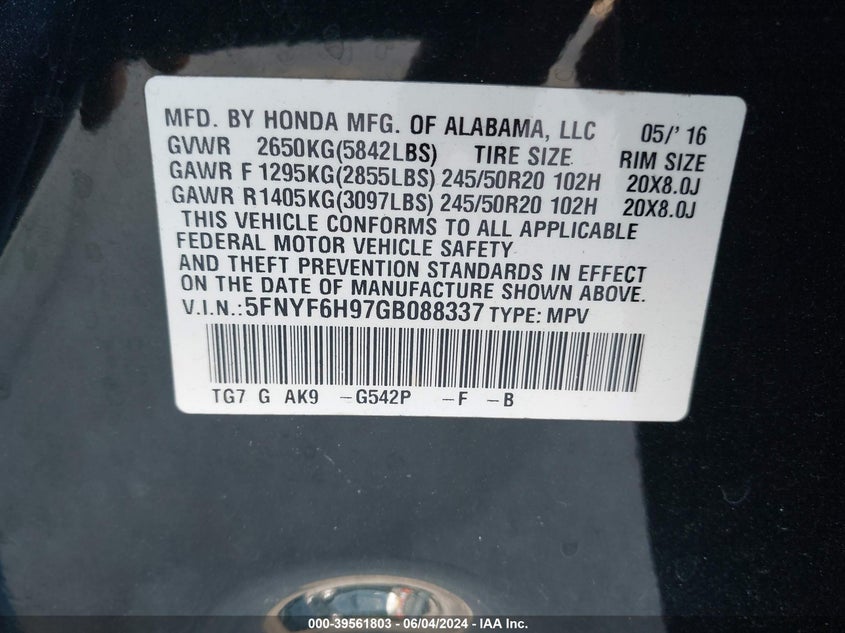 MFD. BY HONDA MFG. OF ALABAMA, LLC 05/'16
GVWR 2650KG(5842LBS) TIRE SIZE RIM SIZE
GAWR F 1295KG(2855LBS) 245/50R20 102H 20X8.0J
GAWR R 1405KG(3097LBS) 245/50R20 102H 20X8.0J
THIS VEHICLE CONFORMS TO ALL APPLICABLE
FEDERAL MOTOR VEHICLE SAFETY
AND THEFT PREVENTION STANDARDS IN EFFECT
ON THE DATE OF MANUFACTURE SHOWN ABOVE.
V.I.N.:5FNYF6H97GB088337 TYPE: MPV
TG7 G AK9 -G542P -F -B
000-39561803 - 06/04/2024 - IAA Inc.